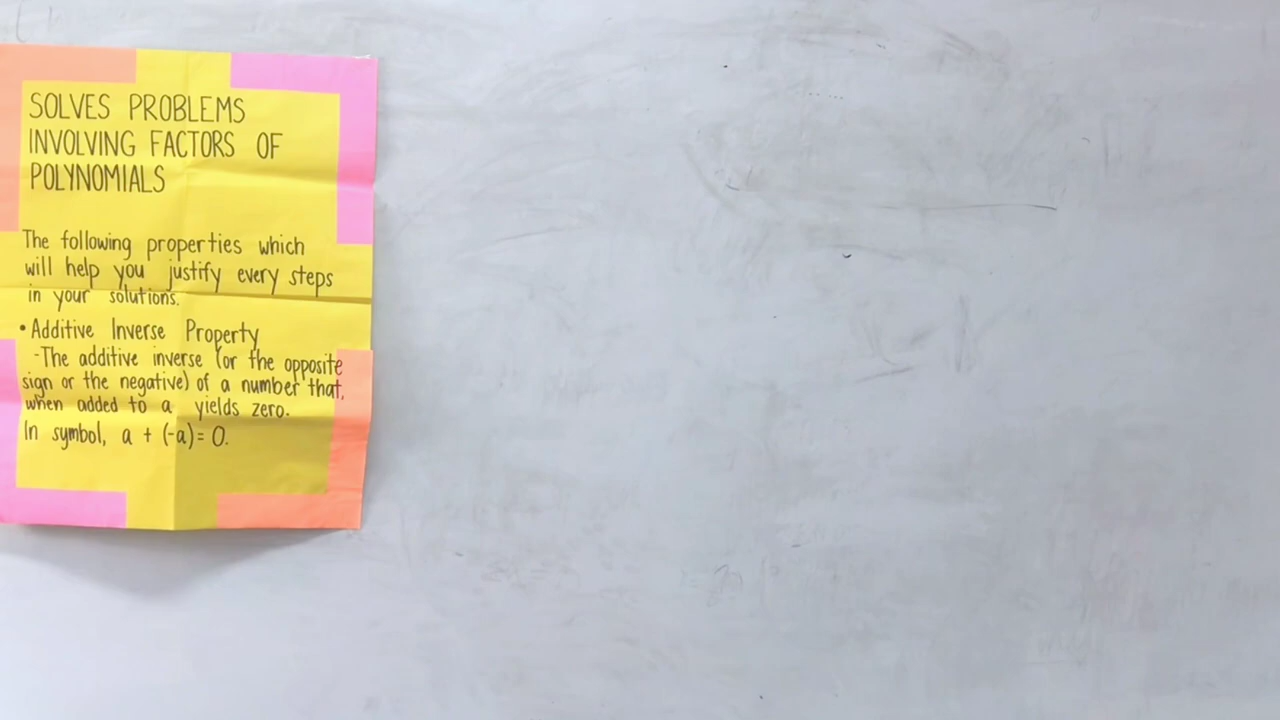 SOLVES PROBLEMS
INVOLVING FACTORS OF
POLYNOMIALS
The following properties which
will help you justify every steps
in your solutions.
• Additive Inverse Property
-The additive inverse (or the opposite
sign or the negative) of a number that,
when added to a yields zero.
In symbol, a + (-a) = 0.